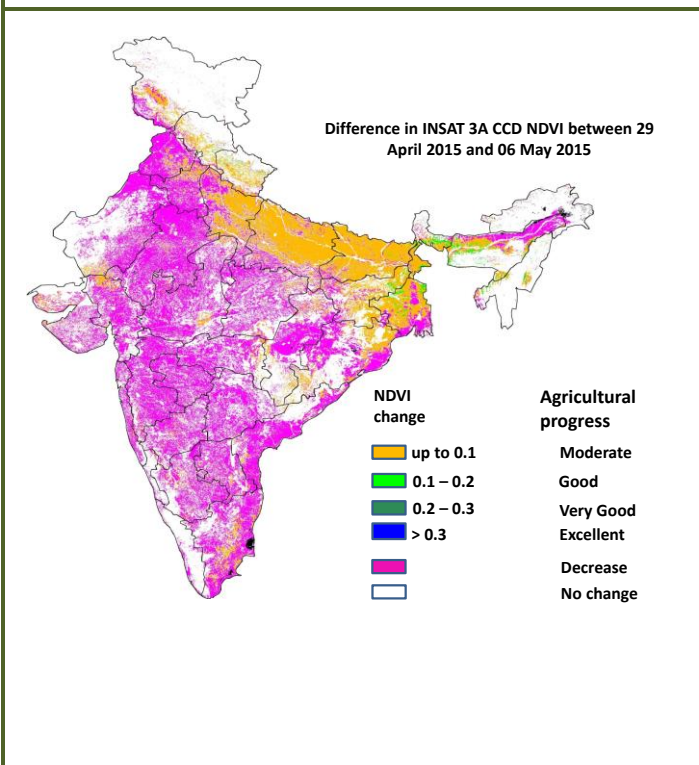 Difference in INSAT 3A CCD NDVI between 29
April 2015 and 06 May 2015
NDVI
change
Agricultural
progress
up to 0.1 Moderate
0.1 – 0.2 Good
0.2 – 0.3 Very Good
> 0.3 Excellent
Decrease
No change